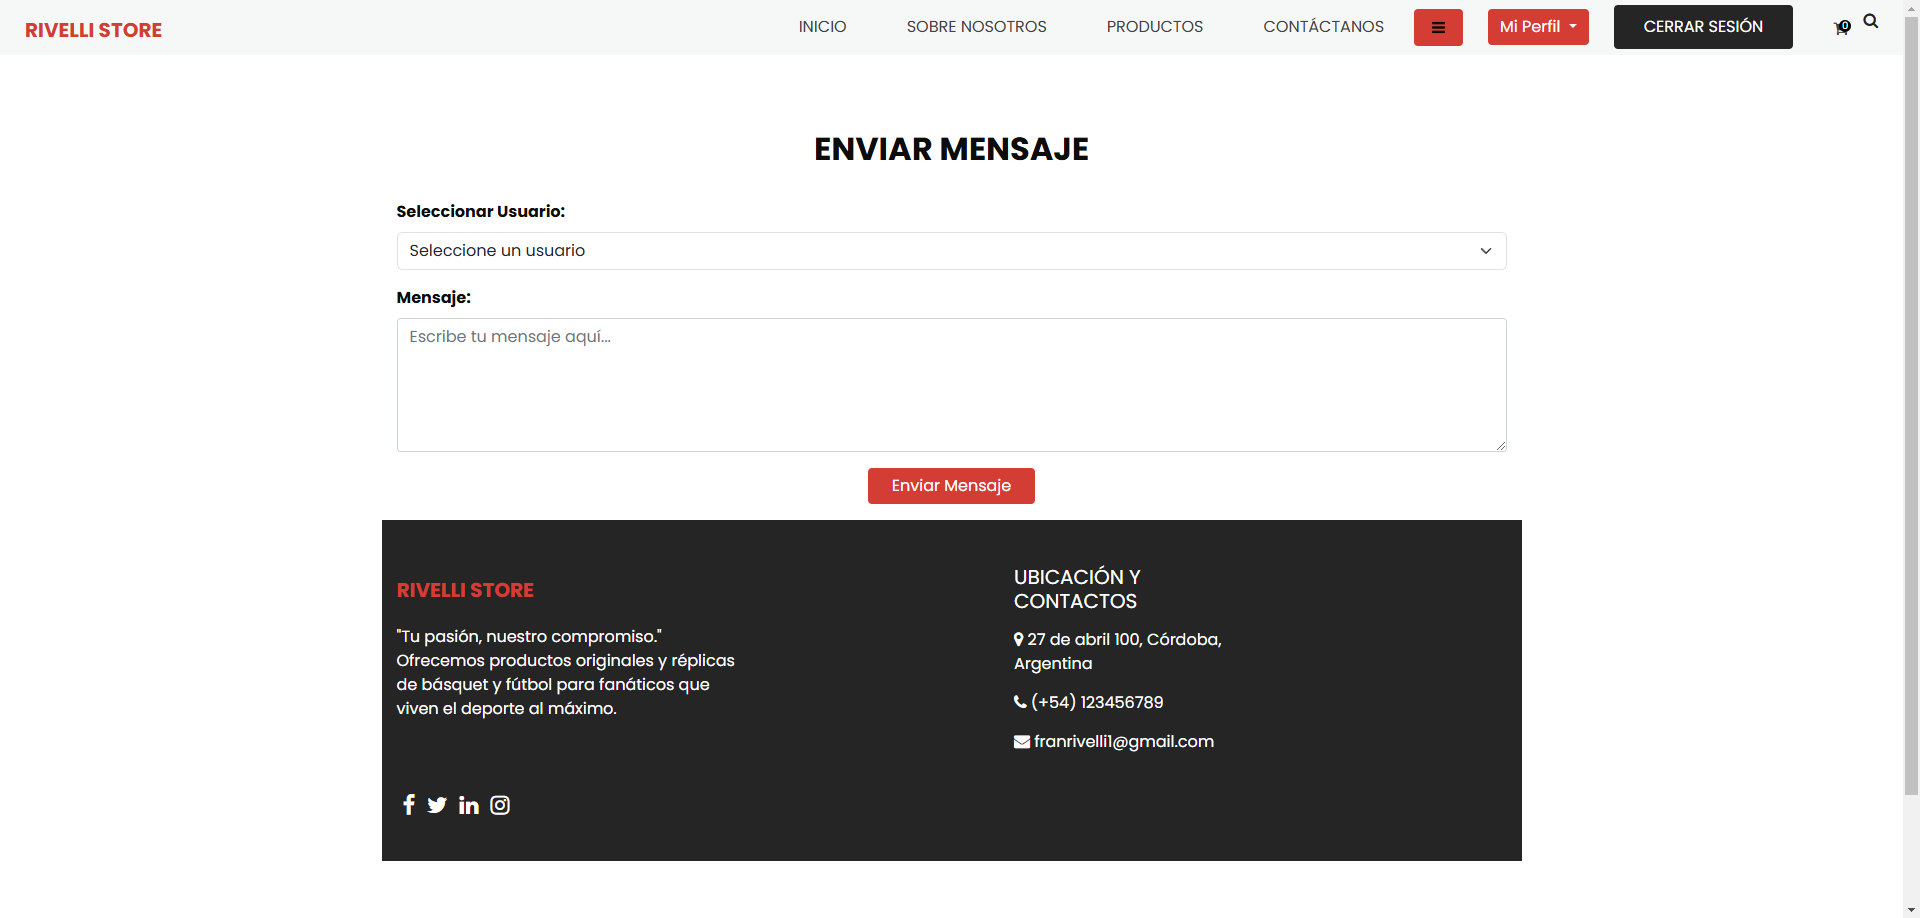 RIVELLI STORE
INICIO
SOBRE NOSOTROS
PRODUCTOS
CONTÁCTANOS
Mi Perfil
CERRAR SESIÓN
0
ENVIAR MENSAJE
Seleccionar Usuario:
Seleccione un usuario
Mensaje:
Escribe tu mensaje aquí...
Enviar Mensaje
RIVELLI STORE
"Tu pasión, nuestro compromiso."
Ofrecemos productos originales y réplicas
de básquet y fútbol para fanáticos que
viven el deporte al máximo.
UBICACIÓN Y
CONTACTOS
27 de abril 100, Córdoba,
Argentina
(+54) 123456789
franrivelli1@gmail.com